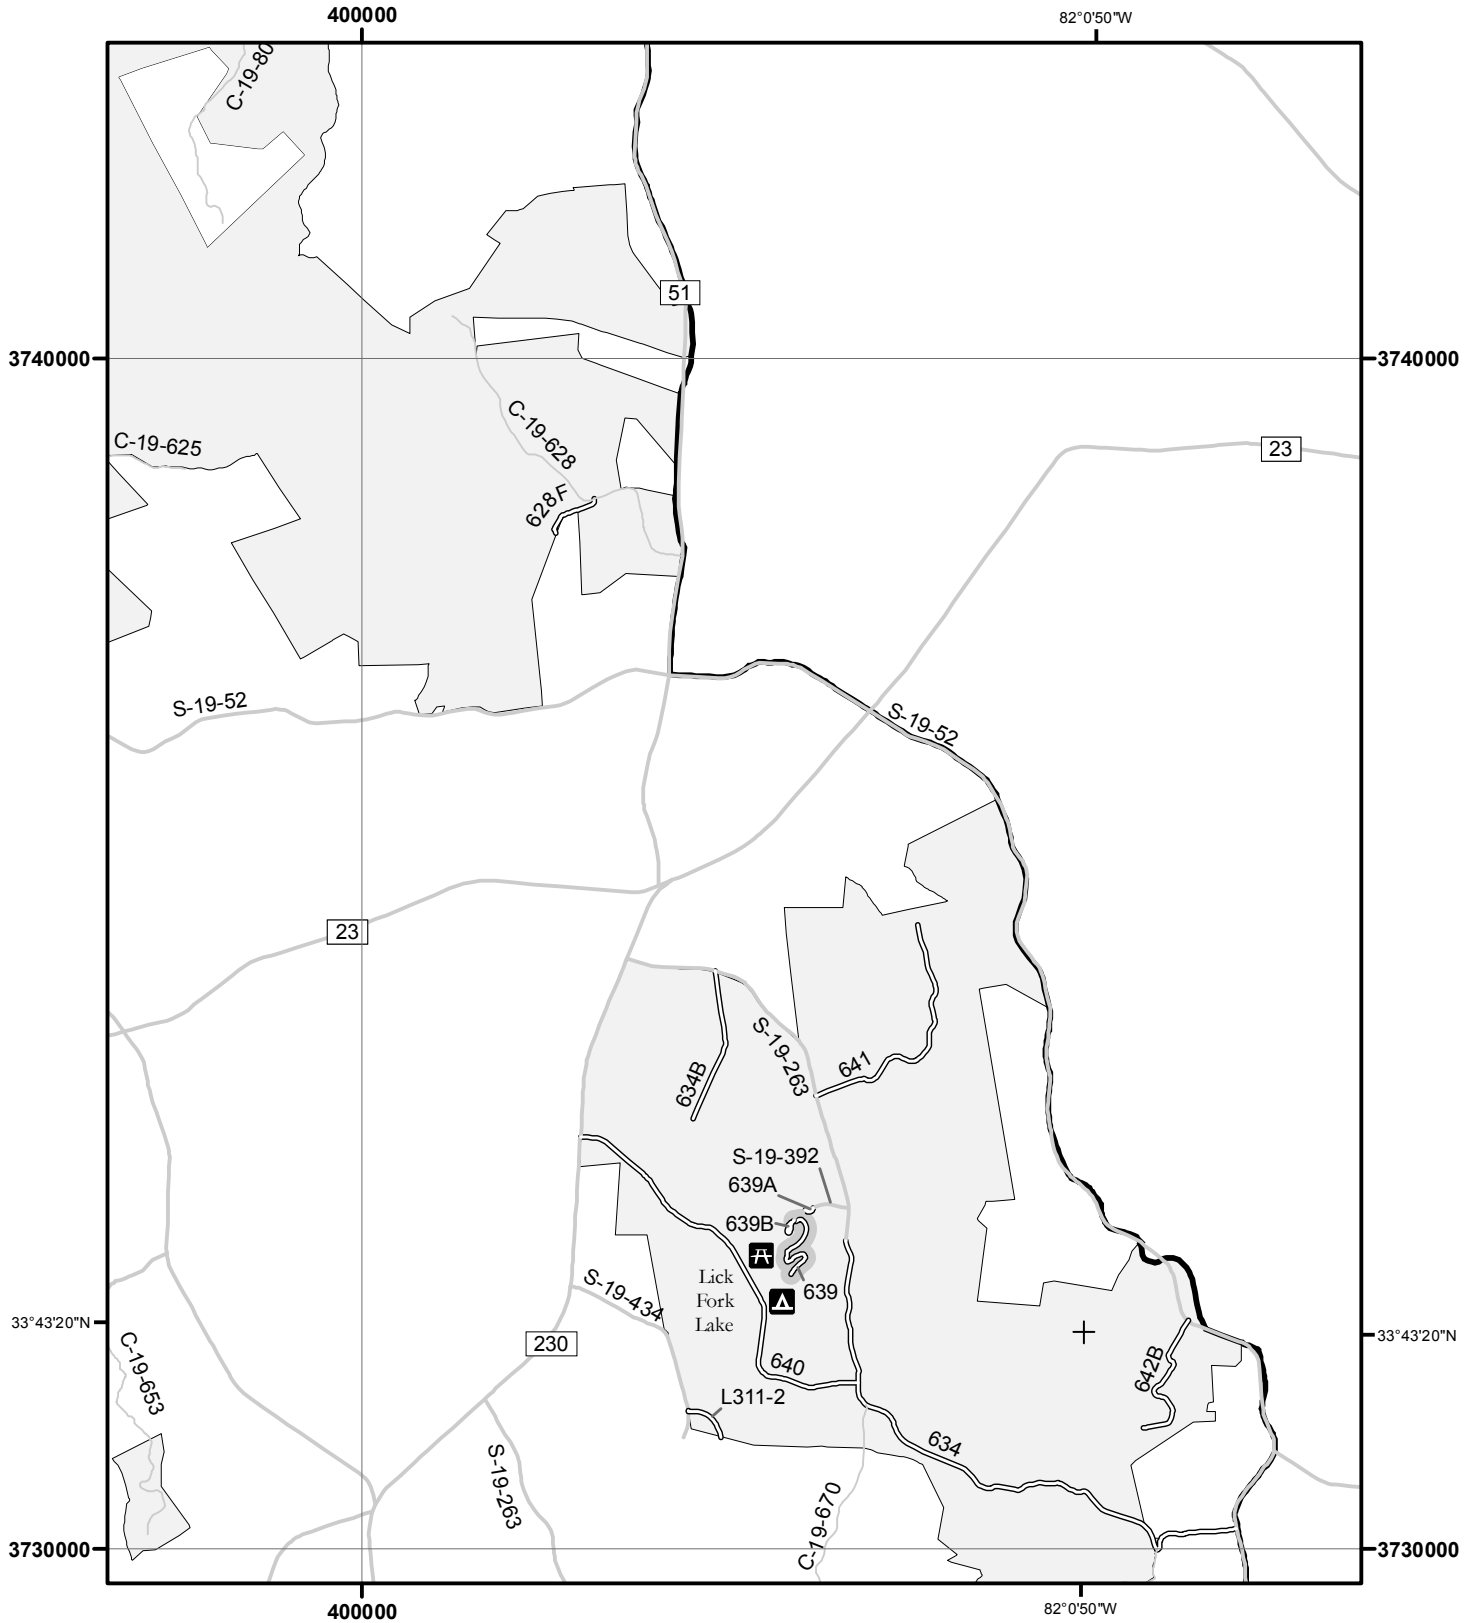 400000
82°0'50"W
C-19-80
51
3740000
3740000
C-19-625
C-19-628
23
628F
S-19-52
S-19-52
23
S-19-263
641
634B
S-19-392
639A
639B
Lick
Fork
Lake
639
S-19-434
33°43'20"N
33°43'20"N
230
C-19-653
640
642B
L311-2
634
S-19-263
C-19-670
3730000
3730000
400000
82°0'50"W